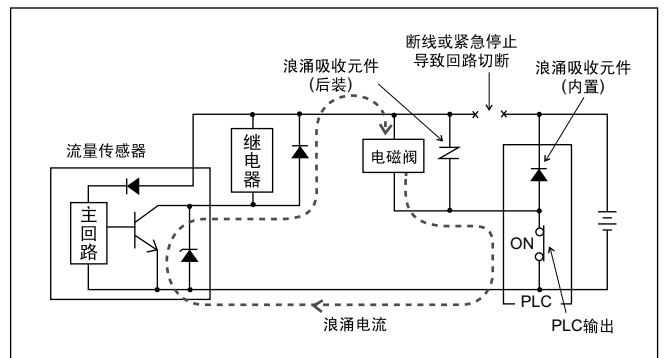 断线或紧急停止
导致回路切断
浪涌吸收元件
(后装)
浪涌吸收元件
(内置)
流量传感器
继电器
电磁阀
主回路
ON
PLC
PLC输出
浪涌电流